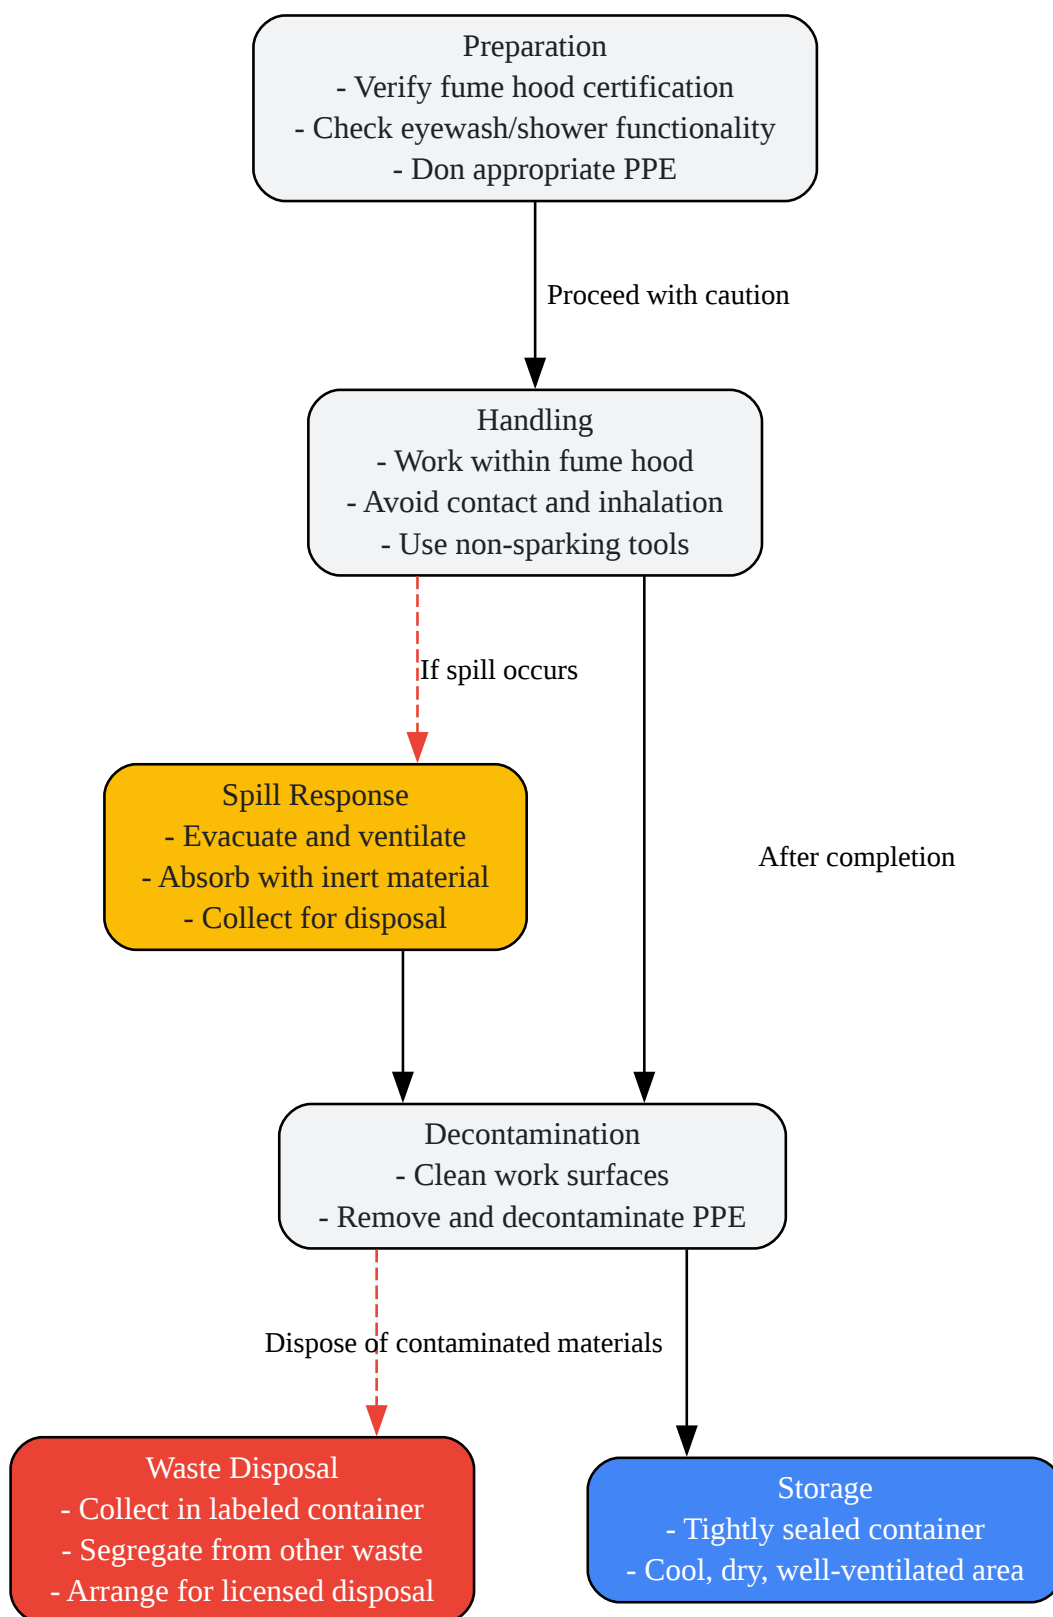 Preparation
- Verify fume hood certification
- Check eyewash/shower functionality
- Don appropriate PPE
Proceed with caution
Handling
- Work within fume hood
- Avoid contact and inhalation
- Use non-sparking tools
If spill occurs
Spill Response
- Evacuate and ventilate
- Absorb with inert material
- Collect for disposal
After completion
Decontamination
- Clean work surfaces
- Remove and decontaminate PPE
Dispose of contaminated materials
Waste Disposal
- Collect in labeled container
- Segregate from other waste
- Arrange for licensed disposal
Storage
- Tightly sealed container
- Cool, dry, well-ventilated area